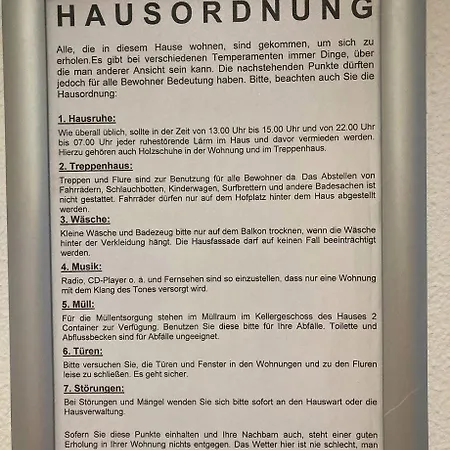 HAUSORDNUNG
Alle, die in diesem Hause wohnen, sind gekommen, um sich zu
erholen.Es gibt bei verschiedenen Temperamenten immer Dinge, über
die man anderer Ansicht sein kann. Die nachstehenden Punkte dürften
jedoch für alle Bewohner Bedeutung haben. Bitte, beachten auch Sie die
Hausordnung:
1. Hausruhe:
Wie überall üblich, sollte in der Zeit von 13.00 Uhr bis 15.00 Uhr und von 22.00 Uhr
bis 07.00 Uhr jeder ruhestörende Lärm im Haus und davor vermieden werden.
Hierzu gehören auch Holzschuhe in der Wohnung und im Treppenhaus.
2. Treppenhaus:
Treppen und Flure sind zur Benutzung für alle Bewohner da. Das Abstellen von
Fahrrädern, Schlauchbotten, Kinderwagen, Surfbrettern und andere Badesachen ist
nicht gestattet. Fahrräder dürfen nur auf dem Hofplatz hinter dem Haus abgestellt
werden.
3. Wäsche:
Kleine Wäsche und Badezeug bitte nur auf dem Balkon trocknen, wenn die Wäsche
hinter der Verkleidung hängt. Die Hausfassade darf auf keinen Fall beeinträchtigt
werden.
4. Musik:
Radio, CD-Player o. ä. und Fernsehen sind so einzustellen, dass nur eine Wohnung
mit dem Klang des Tones versorgt wird.
5. Müll:
Für die Müllentsorgung stehen im Müllraum im Kellergeschoss des Hauses 2
Container zur Verfügung. Benutzen Sie diese bitte für Ihre Abfälle. Toilette und
Abflussbecken sind für Abfälle ungeeignet.
6. Türen:
Bitte versuchen Sie, die Türen und Fenster in den Wohnungen und zu den Fluren
leise zu schließen. Es geht sicher.
7. Störungen:
Bei Störungen und Mängel wenden Sie sich bitte sofort an den Hauswart oder die
Hausverwaltung.
Sofern Sie diese Punkte einhalten und Ihre Nachbarn auch, steht einer guten
Erholung in Ihrer Wohnung nichts entgegen. Das Wetter hier ist nie schlecht, man